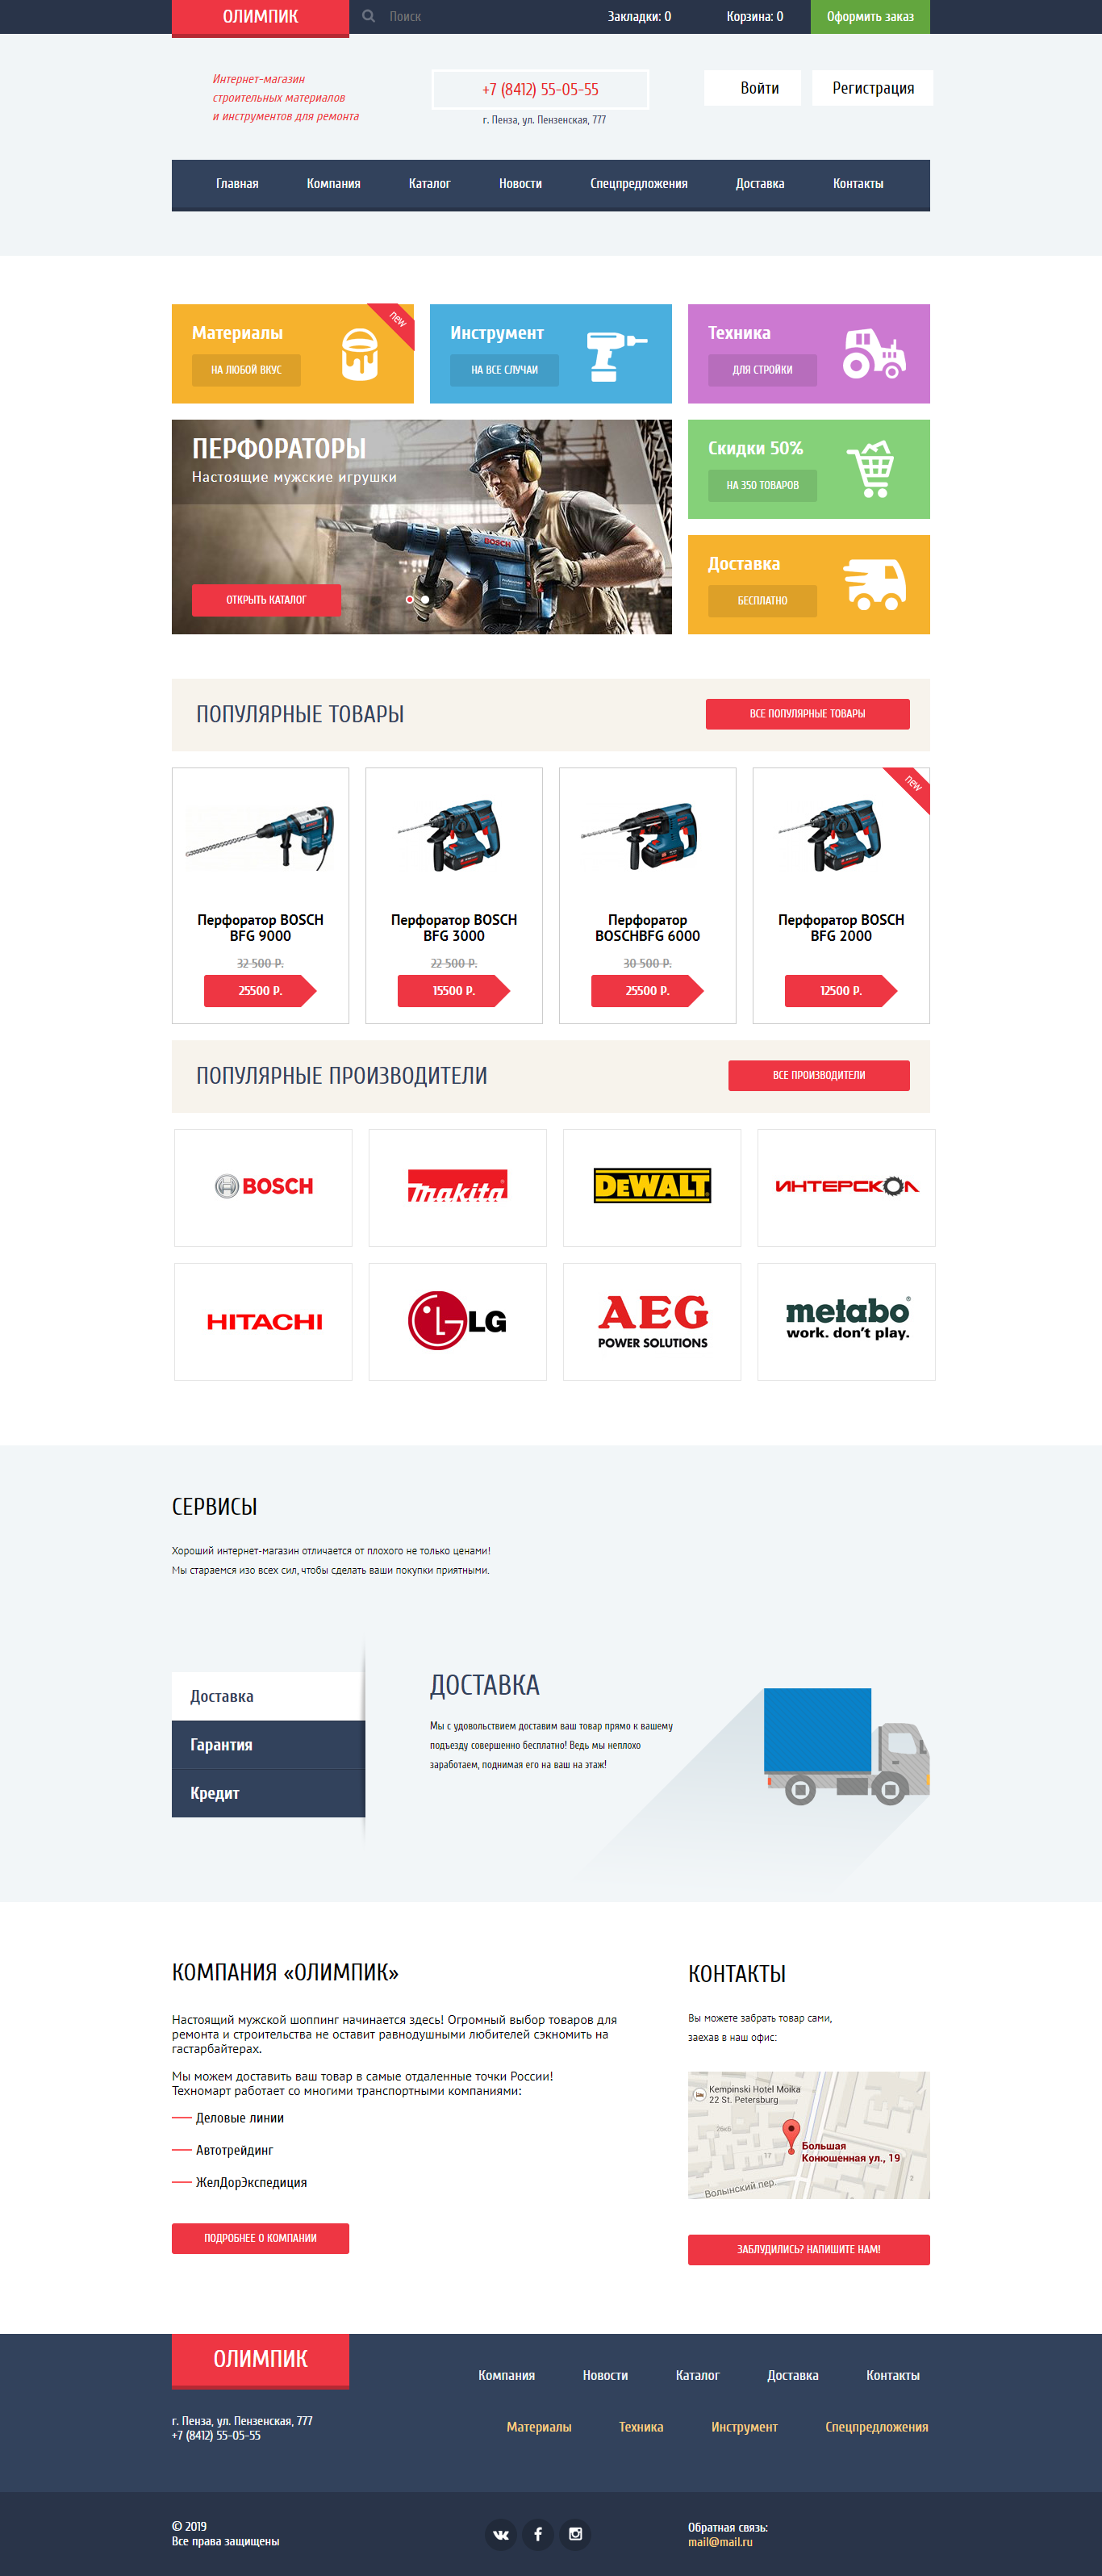 ОЛИМПИК
Поиск
Закладки: 0
Корзина: 0
Оформить заказ
Интернет-магазин
строительных материалов
и инструментов для ремонта
+7 (8412) 55-05-55
г. Пенза, ул. Пензенская, 777
Войти
Регистрация
Главная
Компания
Каталог
Новости
Спецпредложения
Доставка
Контакты
Материалы
НА ЛЮБОЙ ВКУС
new
Инструмент
НА ВСЕ СЛУЧАИ
Техника
ДЛЯ СТРОЙКИ
ПЕРФОРАТОРЫ
Настоящие мужские игрушки
BOSCH
ОТКРЫТЬ КАТАЛОГ
Скидки 50%
НА 350 ТОВАРОВ
Доставка
БЕСПЛАТНО
ПОПУЛЯРНЫЕ ТОВАРЫ
ВСЕ ПОПУЛЯРНЫЕ ТОВАРЫ
Перфоратор BOSCH
BFG 9000
32 500 Р.
25500 Р.
Перфоратор BOSCH
BFG 3000
22 500 Р.
15500 Р.
Перфоратор
BOSCHBFG 6000
30 500 Р.
25500 Р.
new
Перфоратор BOSCH
BFG 2000
12500 Р.
ПОПУЛЯРНЫЕ ПРОИЗВОДИТЕЛИ
ВСЕ ПРОИЗВОДИТЕЛИ
BOSCH
makita
DEWALT
ИНТЕРСКОЛ
HITACHI
LG
AEG
POWER SOLUTIONS
metabo
work. don't play.
СЕРВИСЫ
Хороший интернет-магазин отличается от плохого не только ценами!
Мы стараемся изо всех сил, чтобы сделать ваши покупки приятными.
Доставка
Гарантия
Кредит
ДОСТАВКА
Мы с удовольствием доставим ваш товар прямо к вашему
подъезду совершенно бесплатно! Ведь мы неплохо
заработаем, поднимая его на ваш на этаж!
КОМПАНИЯ «ОЛИМПИК»
Настоящий мужской шоппинг начинается здесь! Огромный выбор товаров для
ремонта и строительства не оставит равнодушными любителей сэкномить на
гастарбайтерах.
Мы можем доставить ваш товар в самые отдаленные точки России!
Техномарт работает со многими транспортными компаниями:
Деловые линии
Автотрейдинг
ЖелДорЭкспедиция
ПОДРОБНЕЕ О КОМПАНИИ
КОНТАКТЫ
Вы можете забрать товар сами,
заехав в наш офис:
Kempinski Hotel Moika
22 St. Petersburg
17
2
Большая
Конюшенная ул., 19
Волынский пер.
ЗАБЛУДИЛИСЬ? НАПИШИТЕ НАМ!
ОЛИМПИК
г. Пенза, ул. Пензенская, 777
+7 (8412) 55-05-55
Компания
Новости
Каталог
Доставка
Контакты
Материалы
Техника
Инструмент
Спецпредложения
© 2019
Все права защищены
Обратная связь:
mail@mail.ru